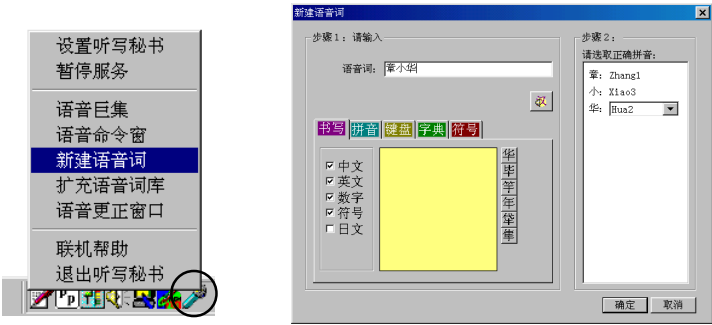 设置听写秘书
暂停服务
语音巨集
语音命令窗
新建语音词
扩充语音词库
语音更正窗口
联机帮助
退出听写秘书
Pp
新建语音词
步骤1：请输入
语音词：章小华
书写 拼音 键盘 字典 符号
中文
英文
数字
符号
日文
华
毕
竿
年
隼
步骤2：
请选取正确拼音：
章：Zhang1
小：Xiao3
华：Hua2
确定 取消